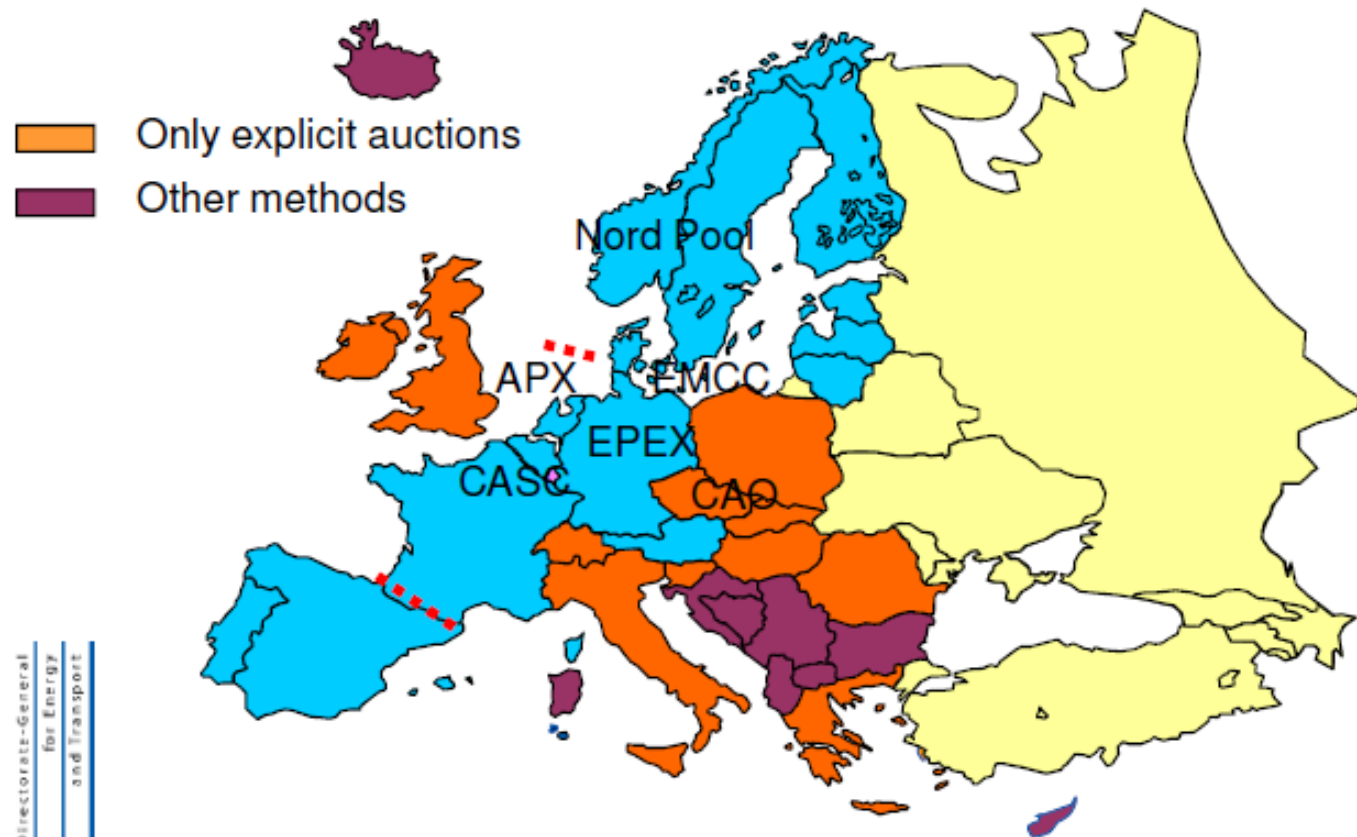 Only explicit auctions
Other methods
Nord Pool
APX
EMCC
EPEX
CASC
CAO
Directorate-General
for Energy
and Transport